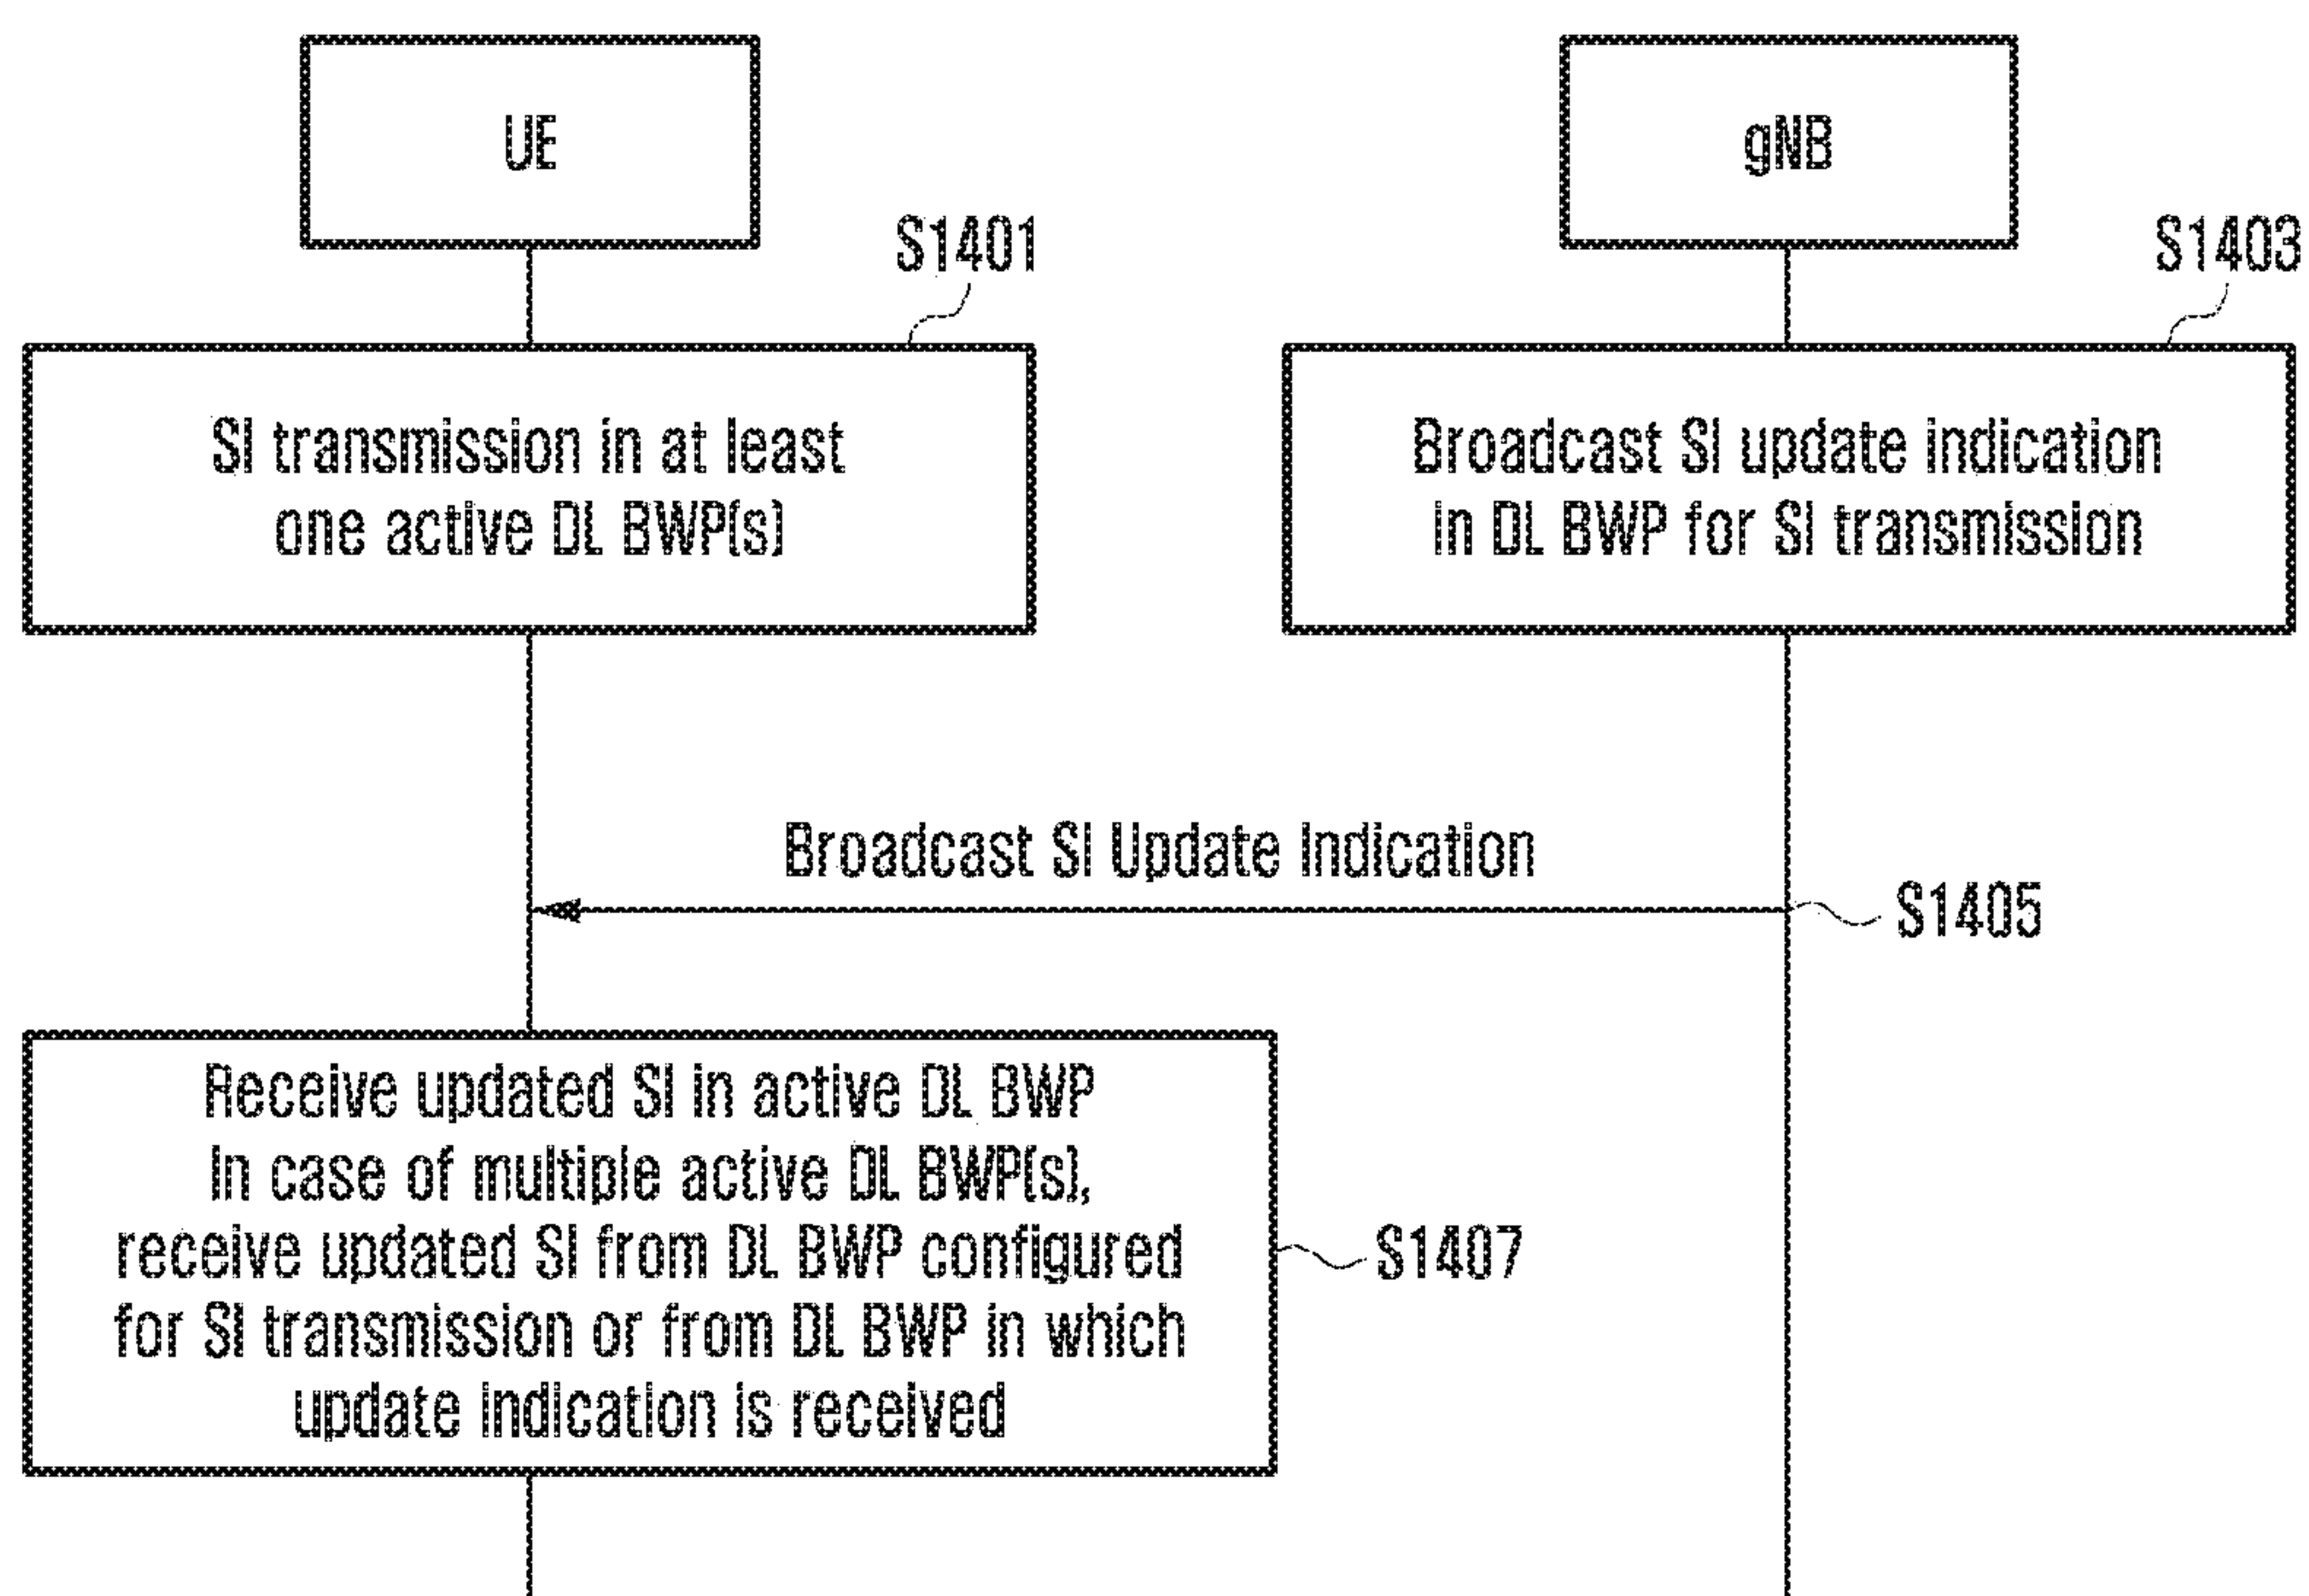 UE
gNB
S1401
S1403
SI transmission in at least
one active DL BWP(s)
Broadcast SI update indication
in DL BWP for SI transmission
Broadcast SI Update Indication
S1405
Receive updated SI in active DL BWP
In case of multiple active DL BWP(s),
receive updated SI from DL BWP configured
for SI transmission or from DL BWP in which
update indication is received
S1407